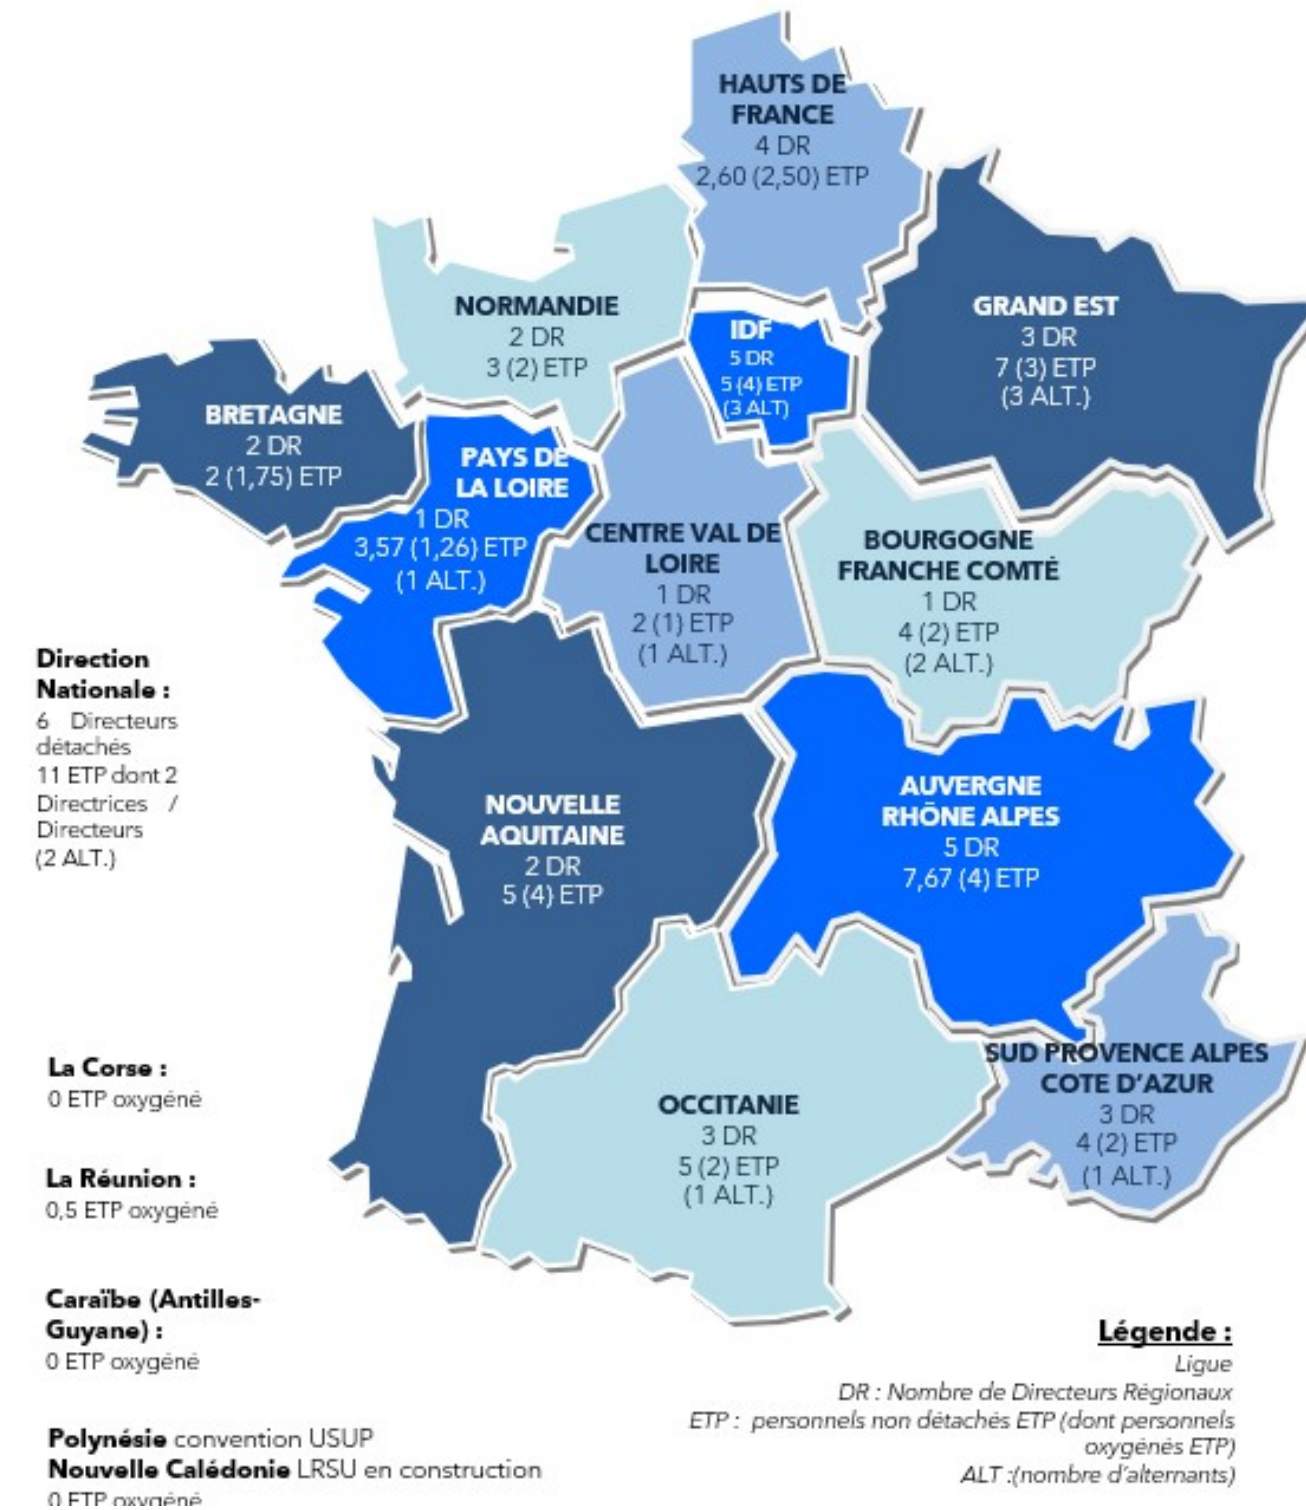 HAUTS DE
FRANCE
4 DR
2,60 (2,50) ETP
NORMANDIE
2 DR
3 (2) ETP
IDF
5 DR
5 (4) ETP
(3 ALT)
GRAND EST
3 DR
7 (3) ETP
(3 ALT.)
BRETAGNE
2 DR
2 (1,75) ETP
PAYS DE
LA LOIRE
1 DR
3,57 (1,26) ETP
(1 ALT.)
CENTRE VAL DE
LOIRE
1 DR
2 (1) ETP
(1 ALT.)
BOURGOGNE
FRANCHE COMTÉ
1 DR
4 (2) ETP
(2 ALT.)
Direction
Nationale :
6 Directeurs
détachés
11 ETP dont 2
Directrices /
Directeurs
(2 ALT.)
NOUVELLE
AQUITAINE
2 DR
5 (4) ETP
AUVERGNE
RHÔNE ALPES
5 DR
7,67 (4) ETP
SUD PROVENCE ALPES
COTE D'AZUR
3 DR
4 (2) ETP
(1 ALT.)
OCCITANIE
3 DR
5 (2) ETP
(1 ALT.)
La Corse :
0 ETP oxygéné
La Réunion :
0,5 ETP oxygéné
Caraïbe (Antilles-
Guyane) :
0 ETP oxygéné
Polynésie convention USUP
Nouvelle Calédonie LRSU en construction
0 ETP oxygéné
Légende :
Ligue
DR : Nombre de Directeurs Régionaux
ETP : personnels non détachés ETP (dont personnels
oxygénés ETP)
ALT :(nombre d'alternants)